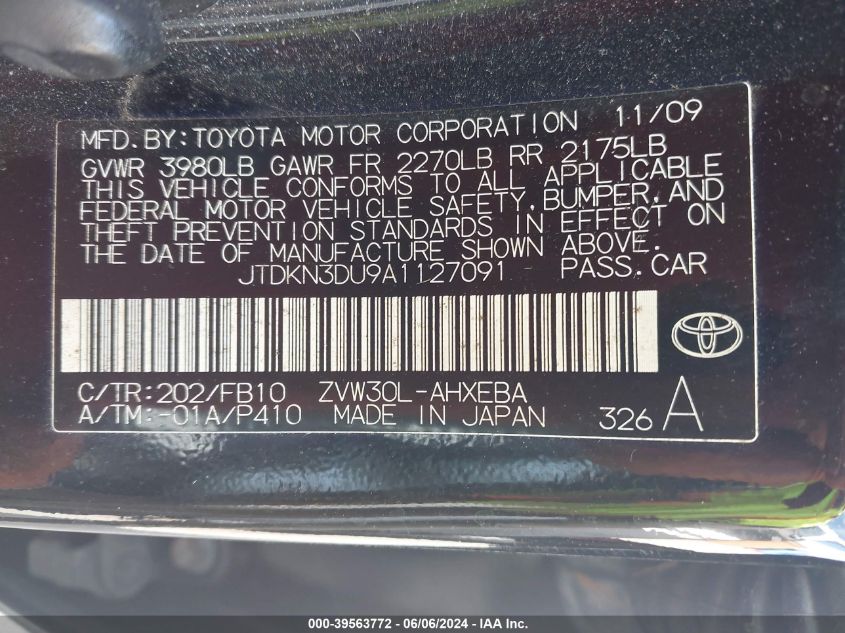 MFD. BY: TOYOTA MOTOR CORPORATION 11/09
GVWR 3980LB GAWR FR 2270LB RR 2175LB
THIS VEHICLE CONFORMS TO ALL APPLICABLE
FEDERAL MOTOR VEHICLE SAFETY, BUMPER, AND
THEFT PREVENTION STANDARDS IN EFFECT ON
THE DATE OF MANUFACTURE SHOWN ABOVE.
JTDKN3DU9A1127091 PASS. CAR
C/TR: 202/FB10 ZVW30L-AHXEBA
A/TM: -01A/P410 MADE IN JAPAN 326 A
000-39563772 - 06/06/2024 - IAA Inc.